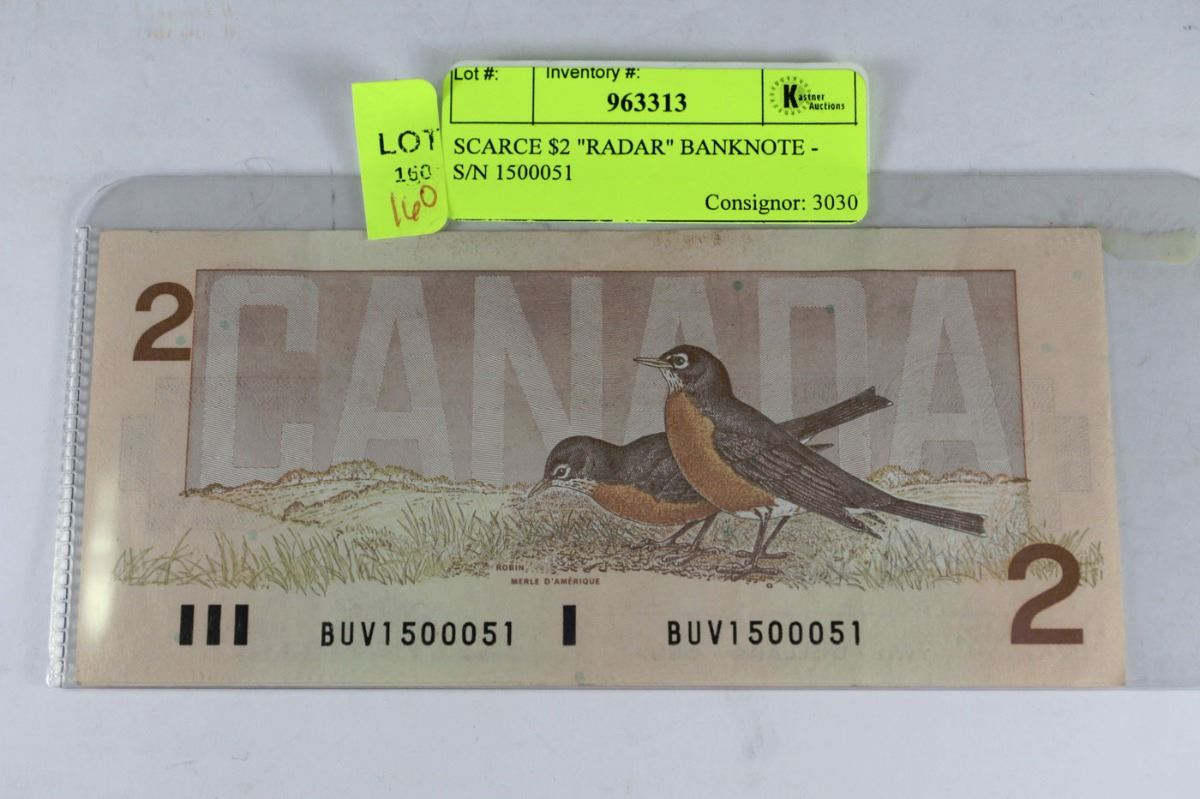 Lot #:
Inventory #:
963313
Kastner
Auctions
LOT
160
160
SCARCE $2 "RADAR" BANKNOTE -
S/N 1500051
Consignor: 3030
2
CANADA
ROBIN
MERLE D'AMÉRIQUE
BUV1500051
BUV1500051
2